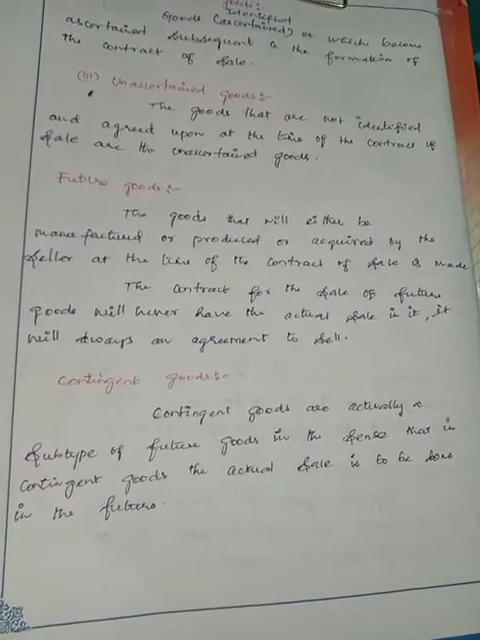 goods:-
Goods Identified (ascertained) or which become
ascertained subsequent to the formation of
the contract of sale.
(III) Unascertained goods:-
The goods that are not identified
and agreed upon at the time of the contract of
sale are the unascertained goods.
Future goods:-
The goods that will either be
manufactured or produced or acquired by the
seller at the time of the contract of sale is made
The contract for the sale of future
goods will never have the actual sale in it, it
will always an agreement to sell.
Contingent goods:-
Contingent goods are actually a
subtype of future goods in the sense that in
contingent goods the actual sale is to be done
in the future.